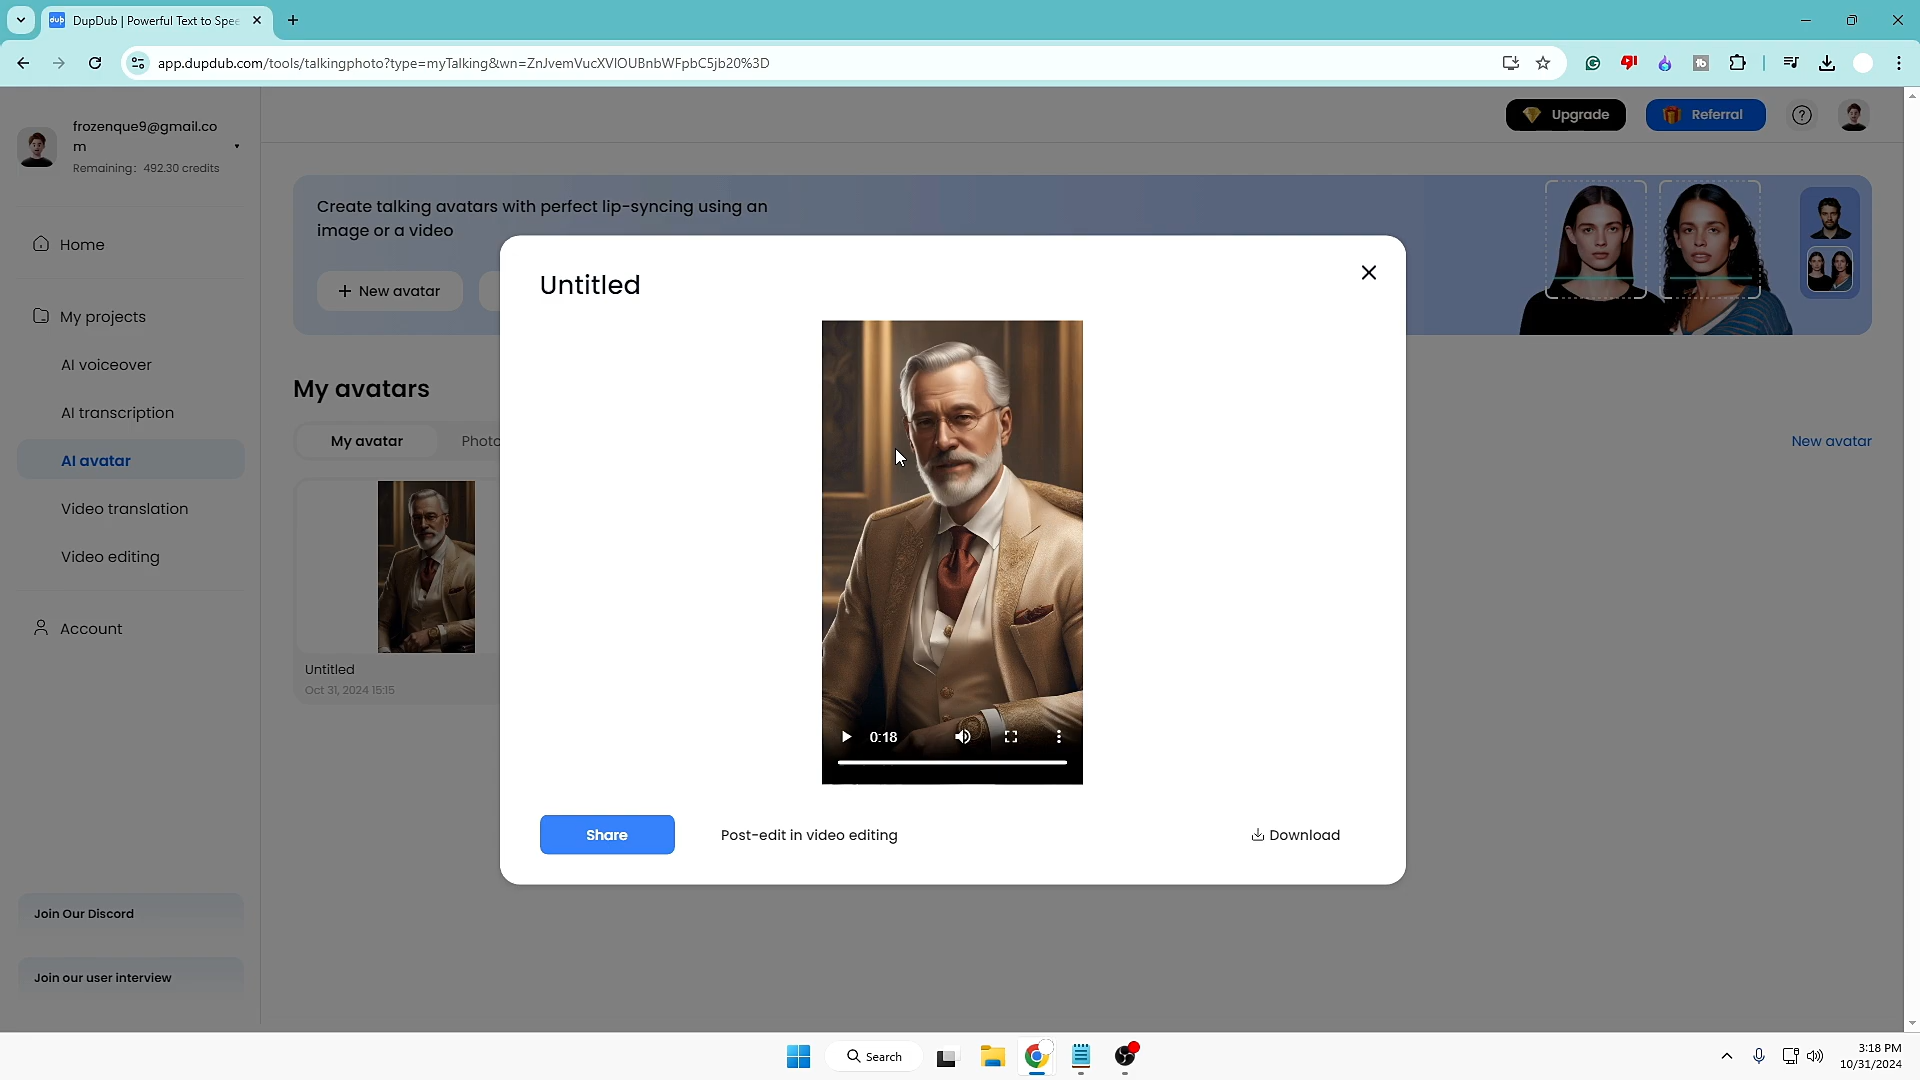 DupDub | Powerful Text to Spee
app.dupdub.com/tools/talkingphoto?type=myTalking&wn=ZnJvemVucXVlOUBnbWFpbC5jb20%3D
frozenque9@gmail.co
m
Remaining: 492.30 credits
Upgrade
Referral
Home
My projects
AI voiceover
AI transcription
AI avatar
Video translation
Video editing
Account
Join Our Discord
Join our user interview
Create talking avatars with perfect lip-syncing using an
image or a video
New avatar
My avatars
My avatar
Photo
New avatar
Untitled
Oct 31, 2024 15:15
Untitled
0:18
Share
Post-edit in video editing
Download
Search
3:18 PM
10/31/2024